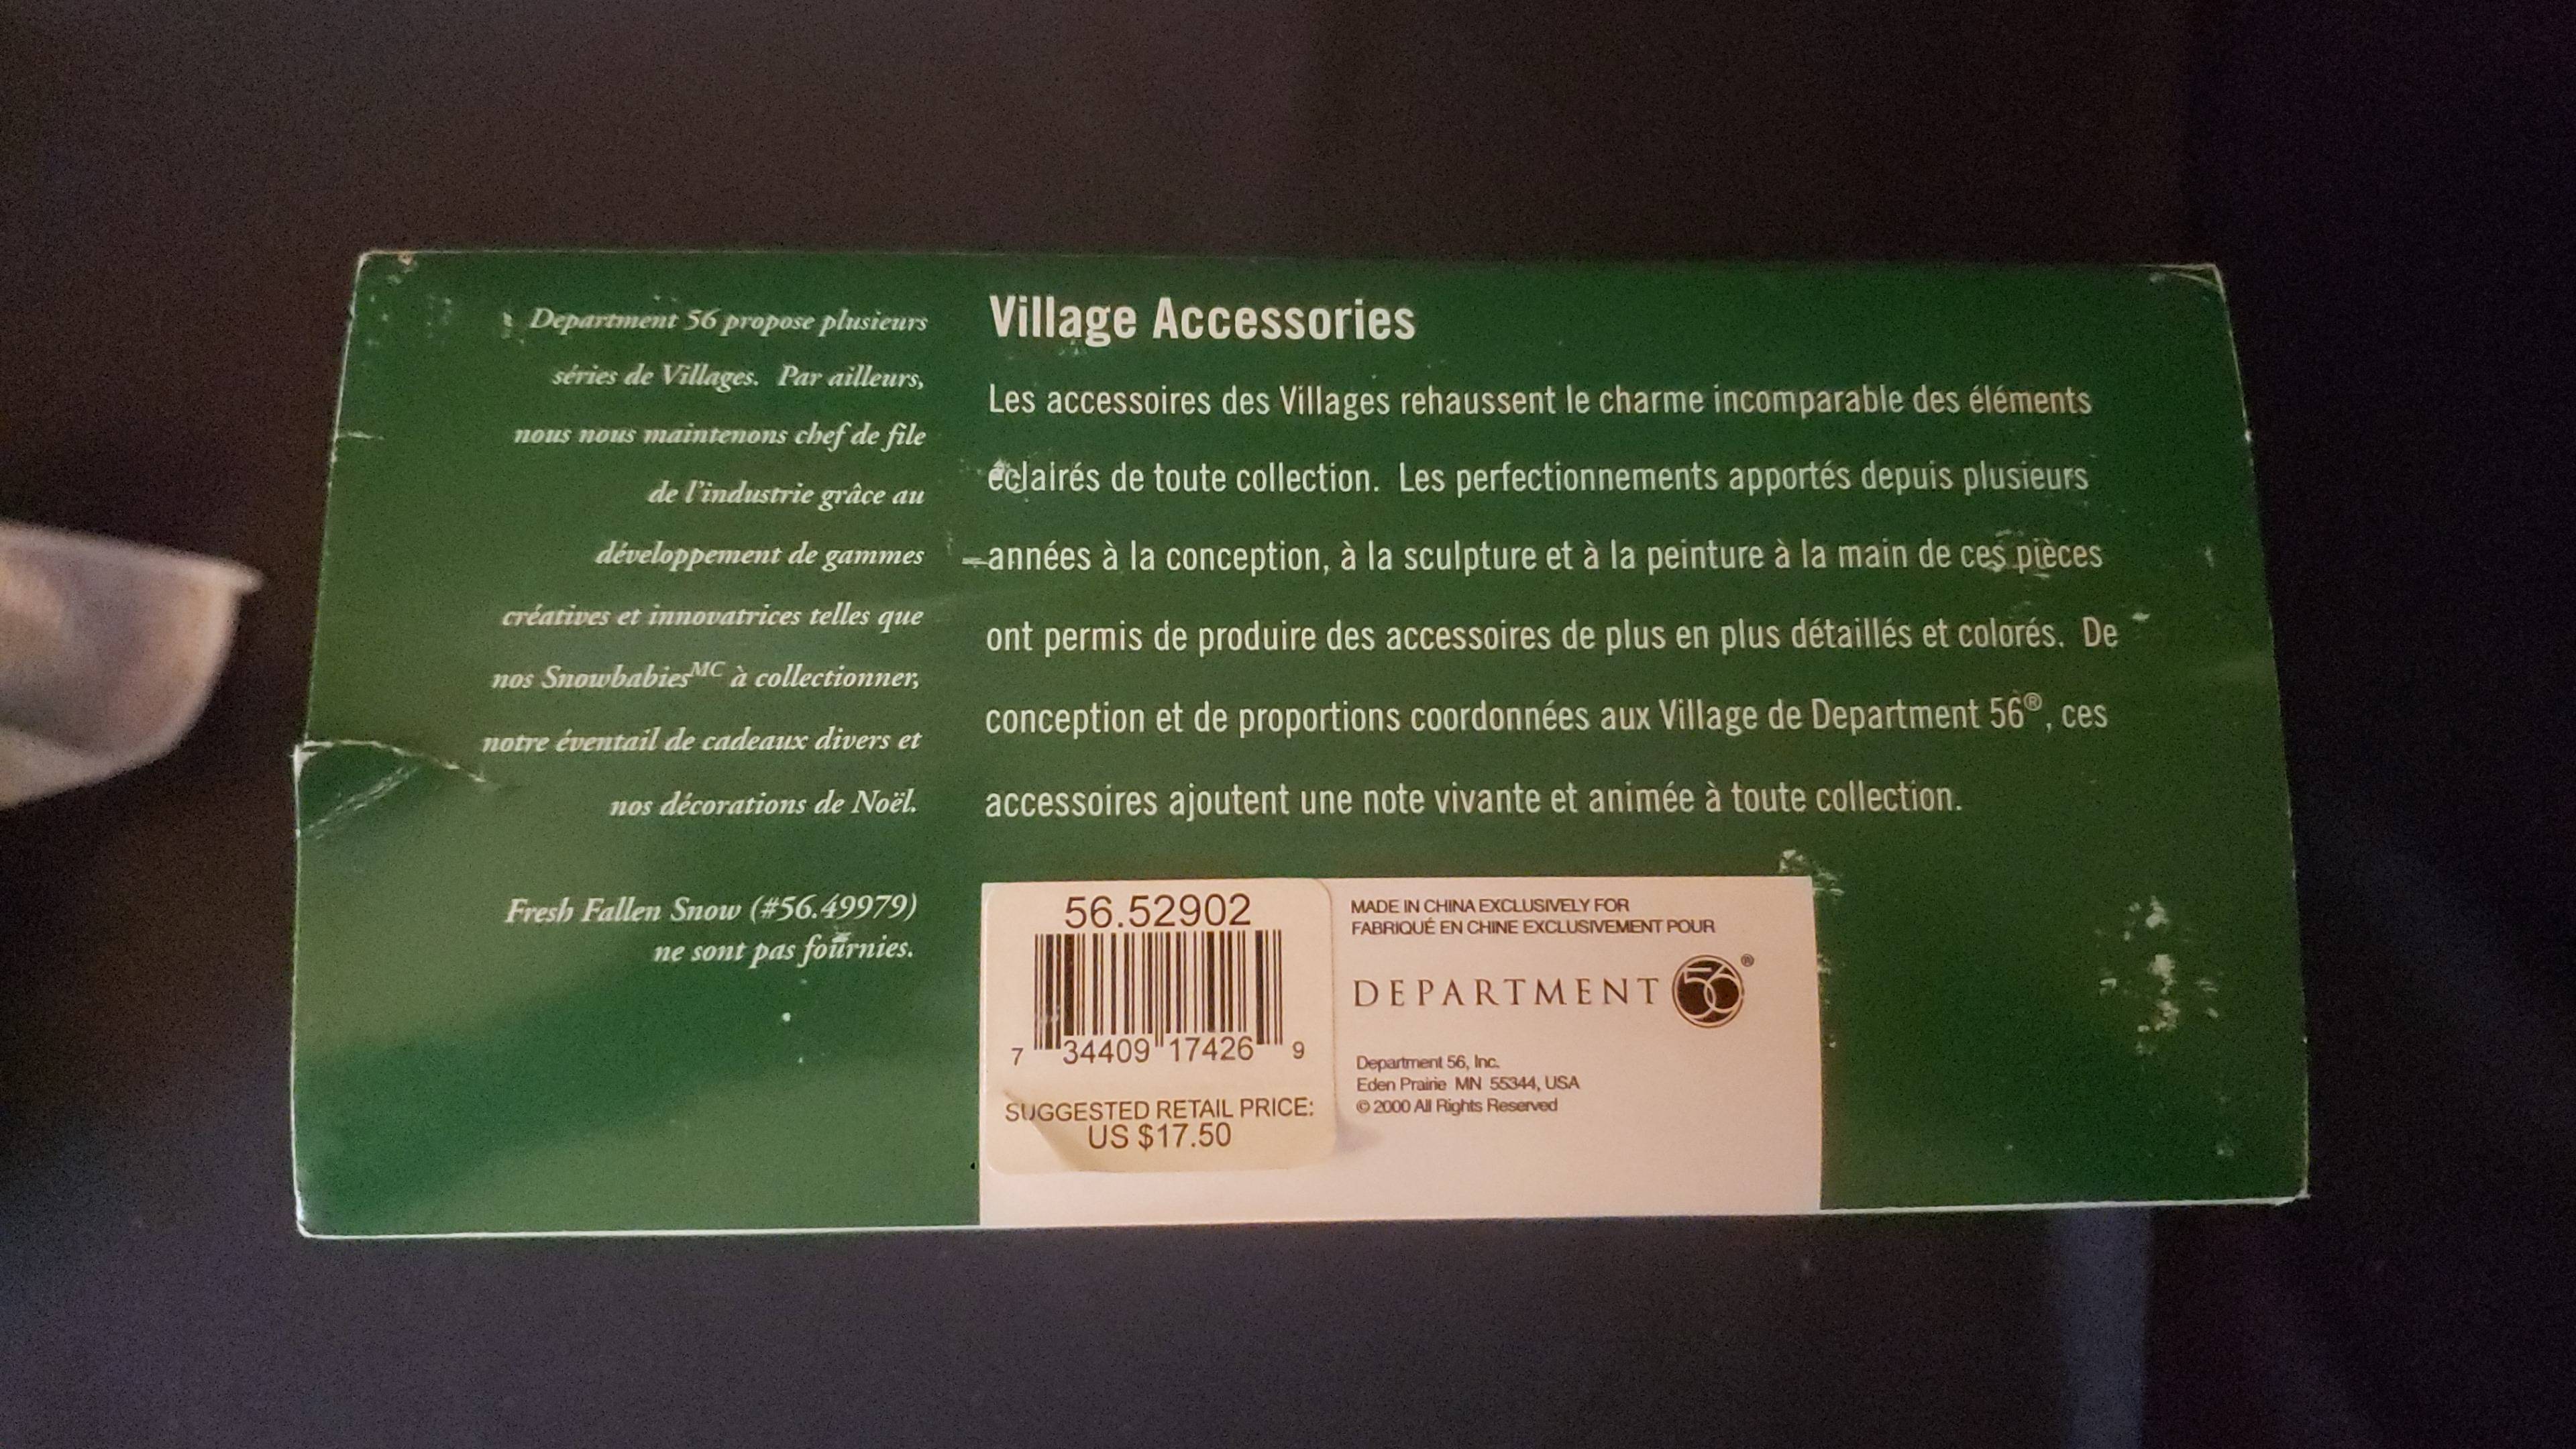 Department 56 propose plusieurs
séries de Villages. Par ailleurs,
nous nous maintenons chef de file
de l'industrie grâce au
développement de gammes
créatives et innovatrices telles que
nos Snowbabies MC à collectionner,
notre éventail de cadeaux divers et
nos décorations de Noël.
Fresh Fallen Snow (#56.49979)
ne sont pas fournies.
Village Accessories
Les accessoires des Villages rehaussent le charme incomparable des éléments
éclairés de toute collection. Les perfectionnements apportés depuis plusieurs
années à la conception, à la sculpture et à la peinture à la main de ces pièces
ont permis de produire des accessoires de plus en plus détaillés et colorés. De
conception et de proportions coordonnées aux Village de Department 56®, ces
accessoires ajoutent une note vivante et animée à toute collection.
56.52902
7 34409 17426 9
SUGGESTED RETAIL PRICE:
US $17.50
MADE IN CHINA EXCLUSIVELY FOR
FABRIQUÉ EN CHINE EXCLUSIVEMENT POUR
DEPARTMENT 56®
Department 56, Inc.
Eden Prairie MN 55344, USA
© 2000 All Rights Reserved